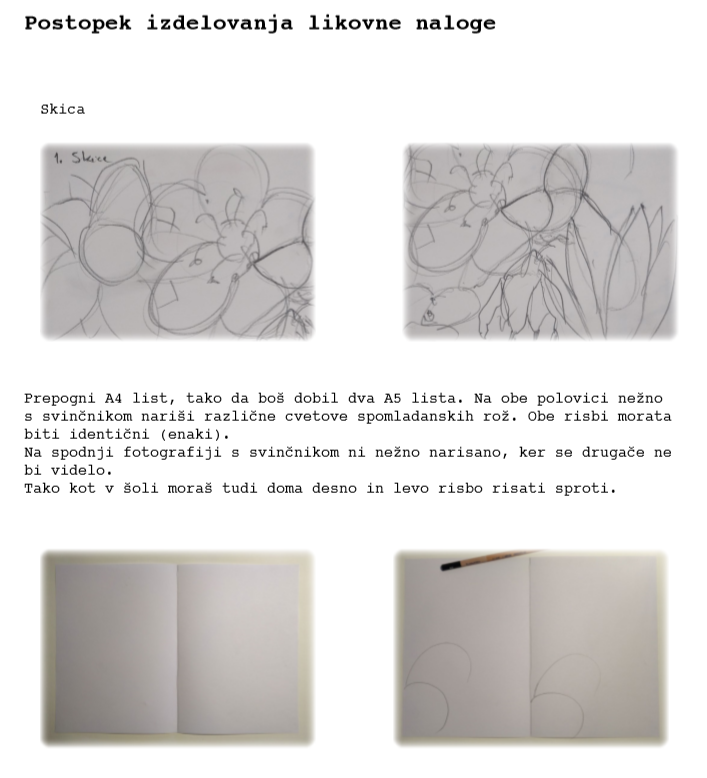 Postopek izdelovanja likovne naloge
Skica
1. Skice
Prepogni A4 list, tako da boš dobil dva A5 lista. Na obe polovici nežno
s svinčnikom nariši različne cvetove spomladanskih rož. Obe risbi morata
biti identični (enaki).
Na spodnji fotografiji s svinčnikom ni nežno narisano, ker se drugače ne
bi videlo.
Tako kot v šoli moraš tudi doma desno in levo risbo risati sproti.